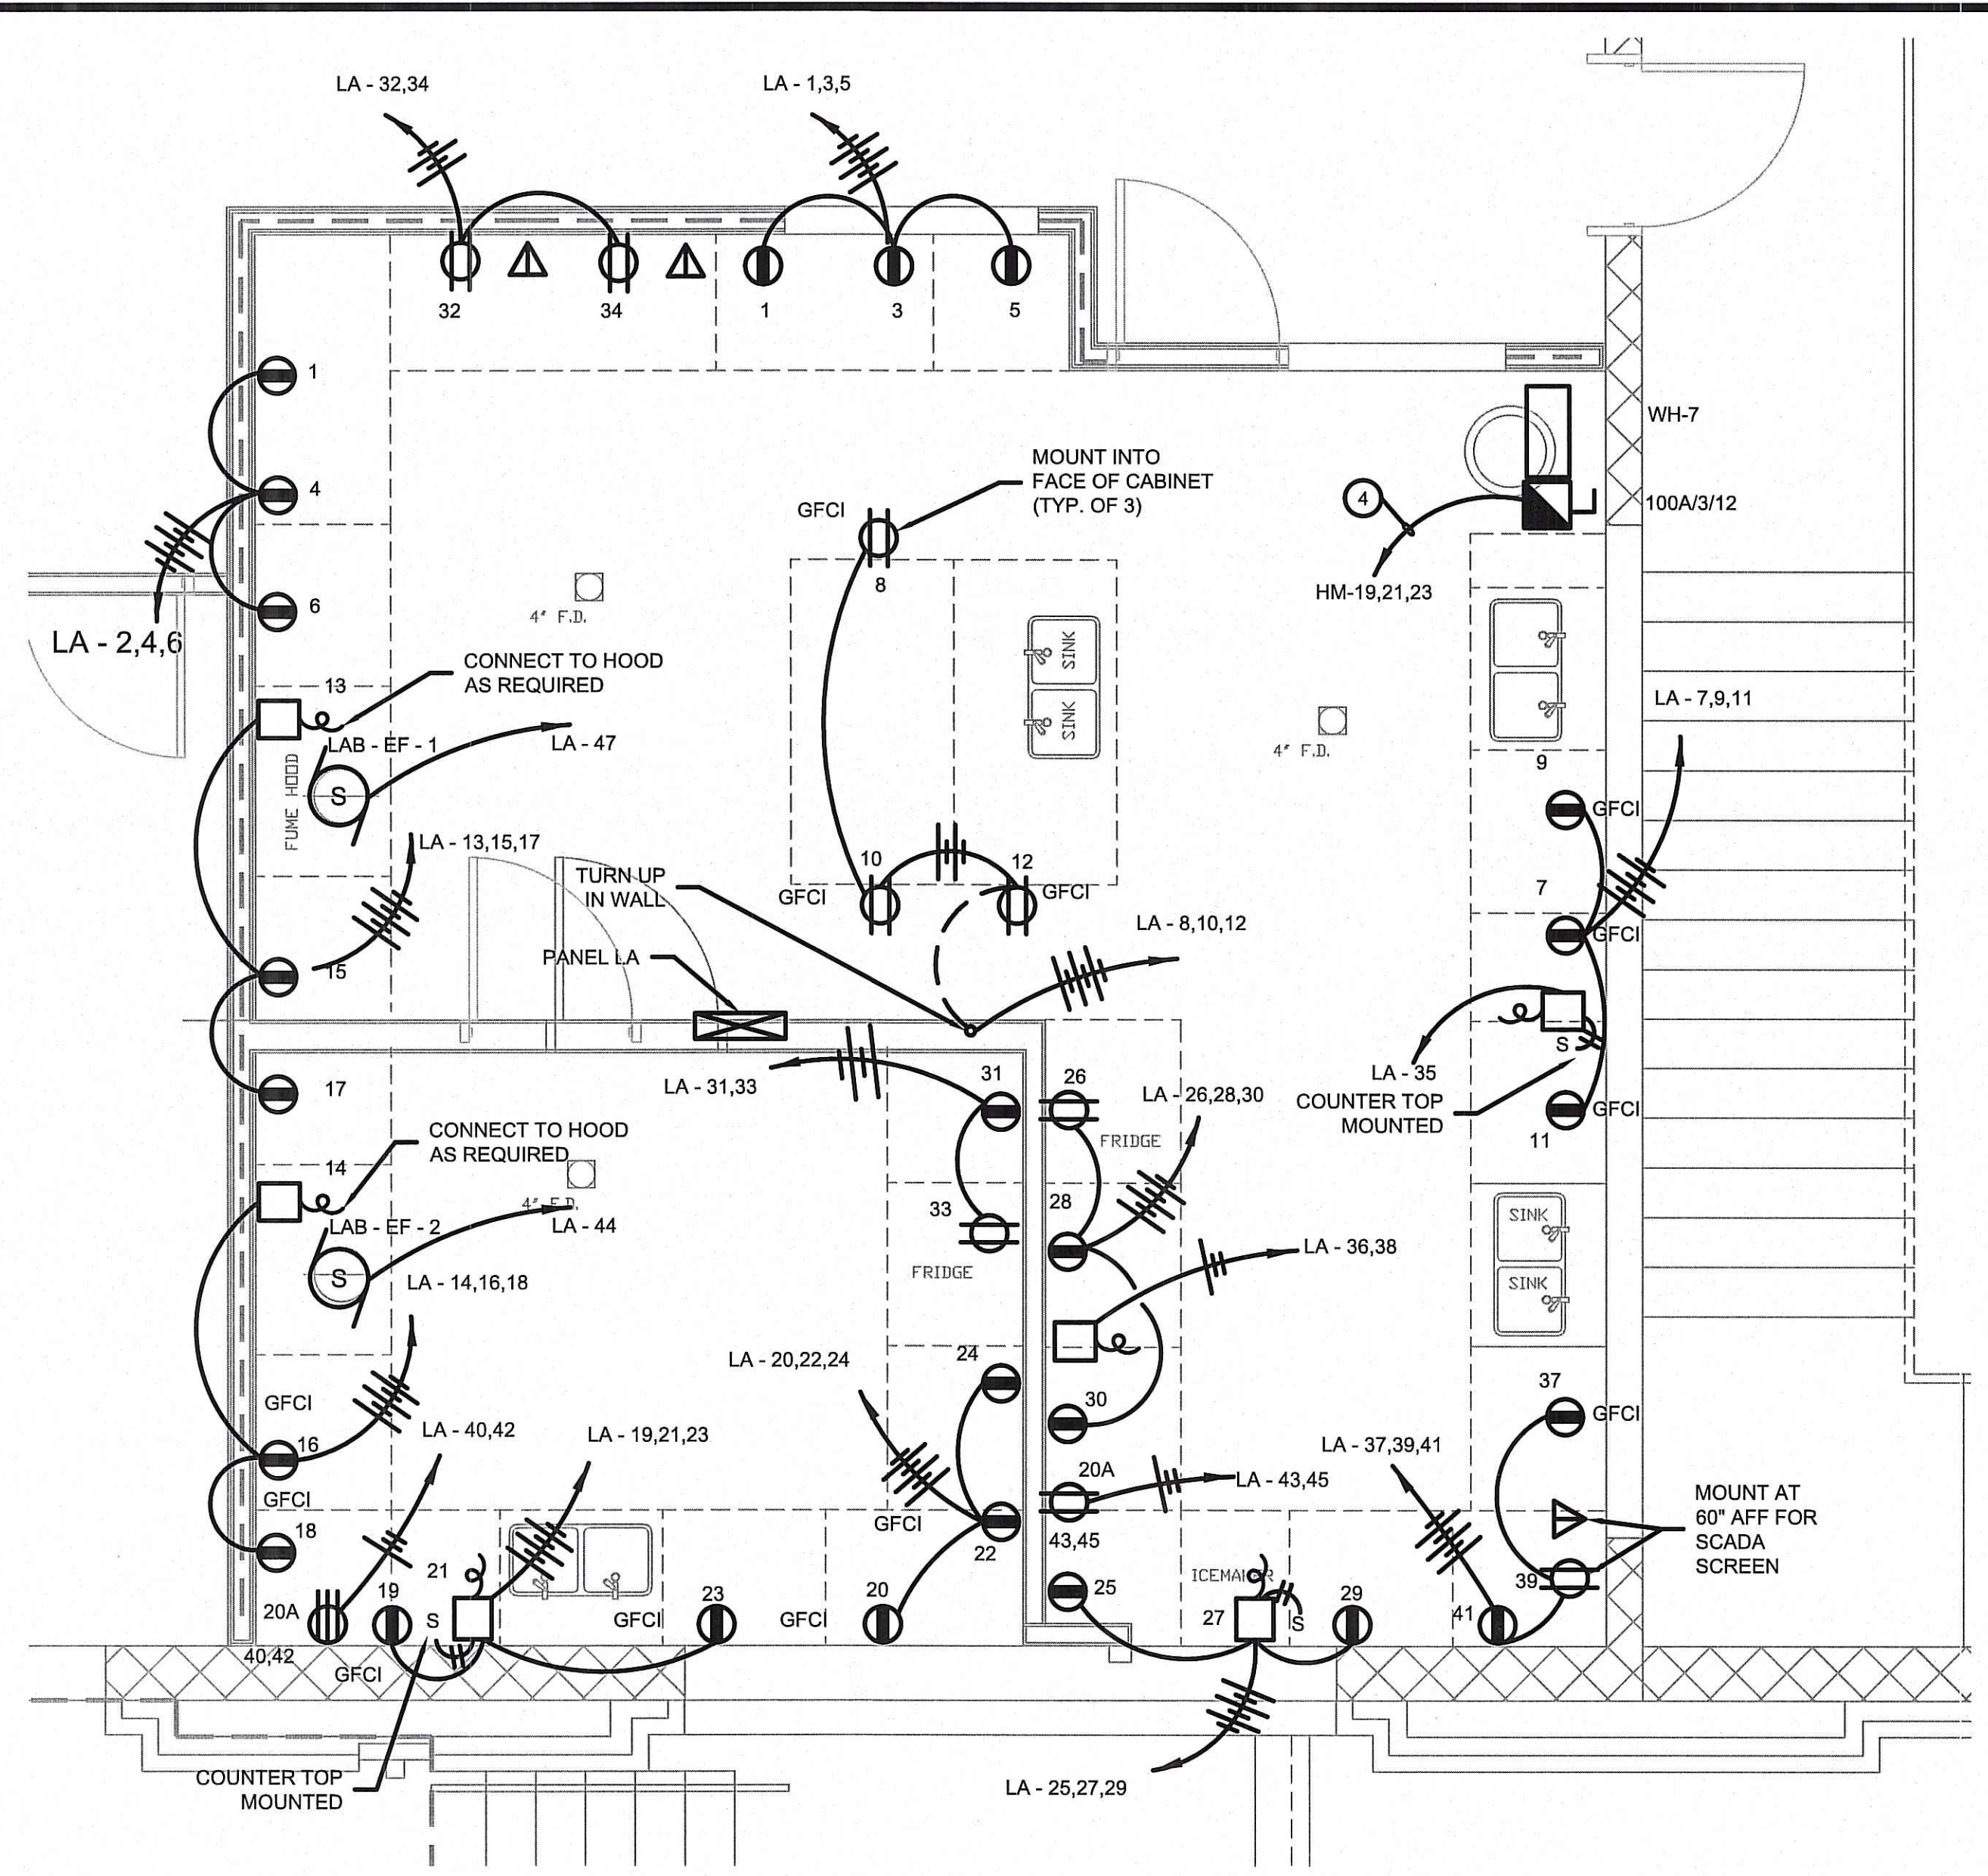 LA - 32,34
LA - 1,3,5
32
34
1
3
5
1
4
6
LA - 2,4,6
WH-7
100A/3/12
4
HM-19,21,23
MOUNT INTO
FACE OF CABINET
(TYP. OF 3)
GFCI
8
4" F.D.
SINK
SINK
4" F.D.
CONNECT TO HOOD
AS REQUIRED
13
LAB - EF - 1
S
LA - 47
FUME HOOD
LA - 13,15,17
15
17
TURN UP
IN WALL
PANEL LA
10
GFCI
12
GFCI
LA - 8,10,12
LA - 7,9,11
9
GFCI
7
GFCI
S
LA - 35
COUNTER TOP
MOUNTED
GFCI
11
LA - 31,33
31
33
FRIDGE
26
LA - 26,28,30
FRIDGE
28
LA - 36,38
30
CONNECT TO HOOD
AS REQUIRED
14
4" F.D.
LAB - EF - 2
S
LA - 44
LA - 14,16,18
GFCI
16
GFCI
18
LA - 40,42
LA - 19,21,23
LA - 20,22,24
24
GFCI
22
20A
LA - 43,45
43,45
SINK
SINK
37
GFCI
LA - 37,39,41
MOUNT AT
60" AFF FOR
SCADA
SCREEN
39
41
20A
40,42
19
GFCI
21
S
GFCI
23
GFCI
20
25
ICEMAKER
27
S
29
COUNTER TOP
MOUNTED
LA - 25,27,29